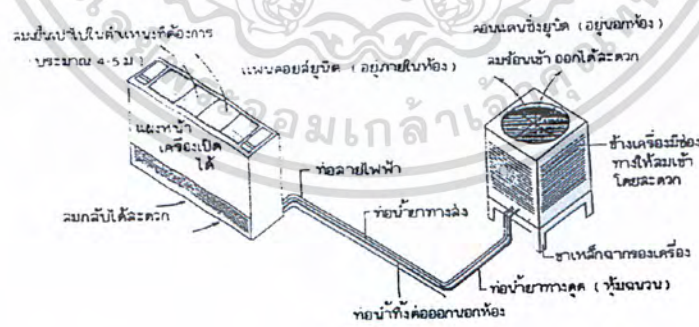 ลมเย็นเป่าไปในตำแหน่งที่ต้องการ
ประมาณ 4-5 ม
แฟนคอยล์ยูนิต ( อยู่ภายในห้อง )
คอนเดนซิ่งยูนิต ( อยู่นอกห้อง )
ลมร้อนเข้า ออกได้สะดวก
แผงหน้า
เครื่องเปิด
ได้
ลมกลับได้สะดวก
ท่อสายไฟฟ้า
ท่อน้ำยาทางส่ง
ข้างเครื่องมีช่อง
ทางให้ลมเข้า
โดยสะดวก
ขาเหล็กฉากรองเครื่อง
ท่อน้ำยาทางดูด ( หุ้มฉนวน )
ท่อน้ำทิ้งต่อออกนอกห้อง